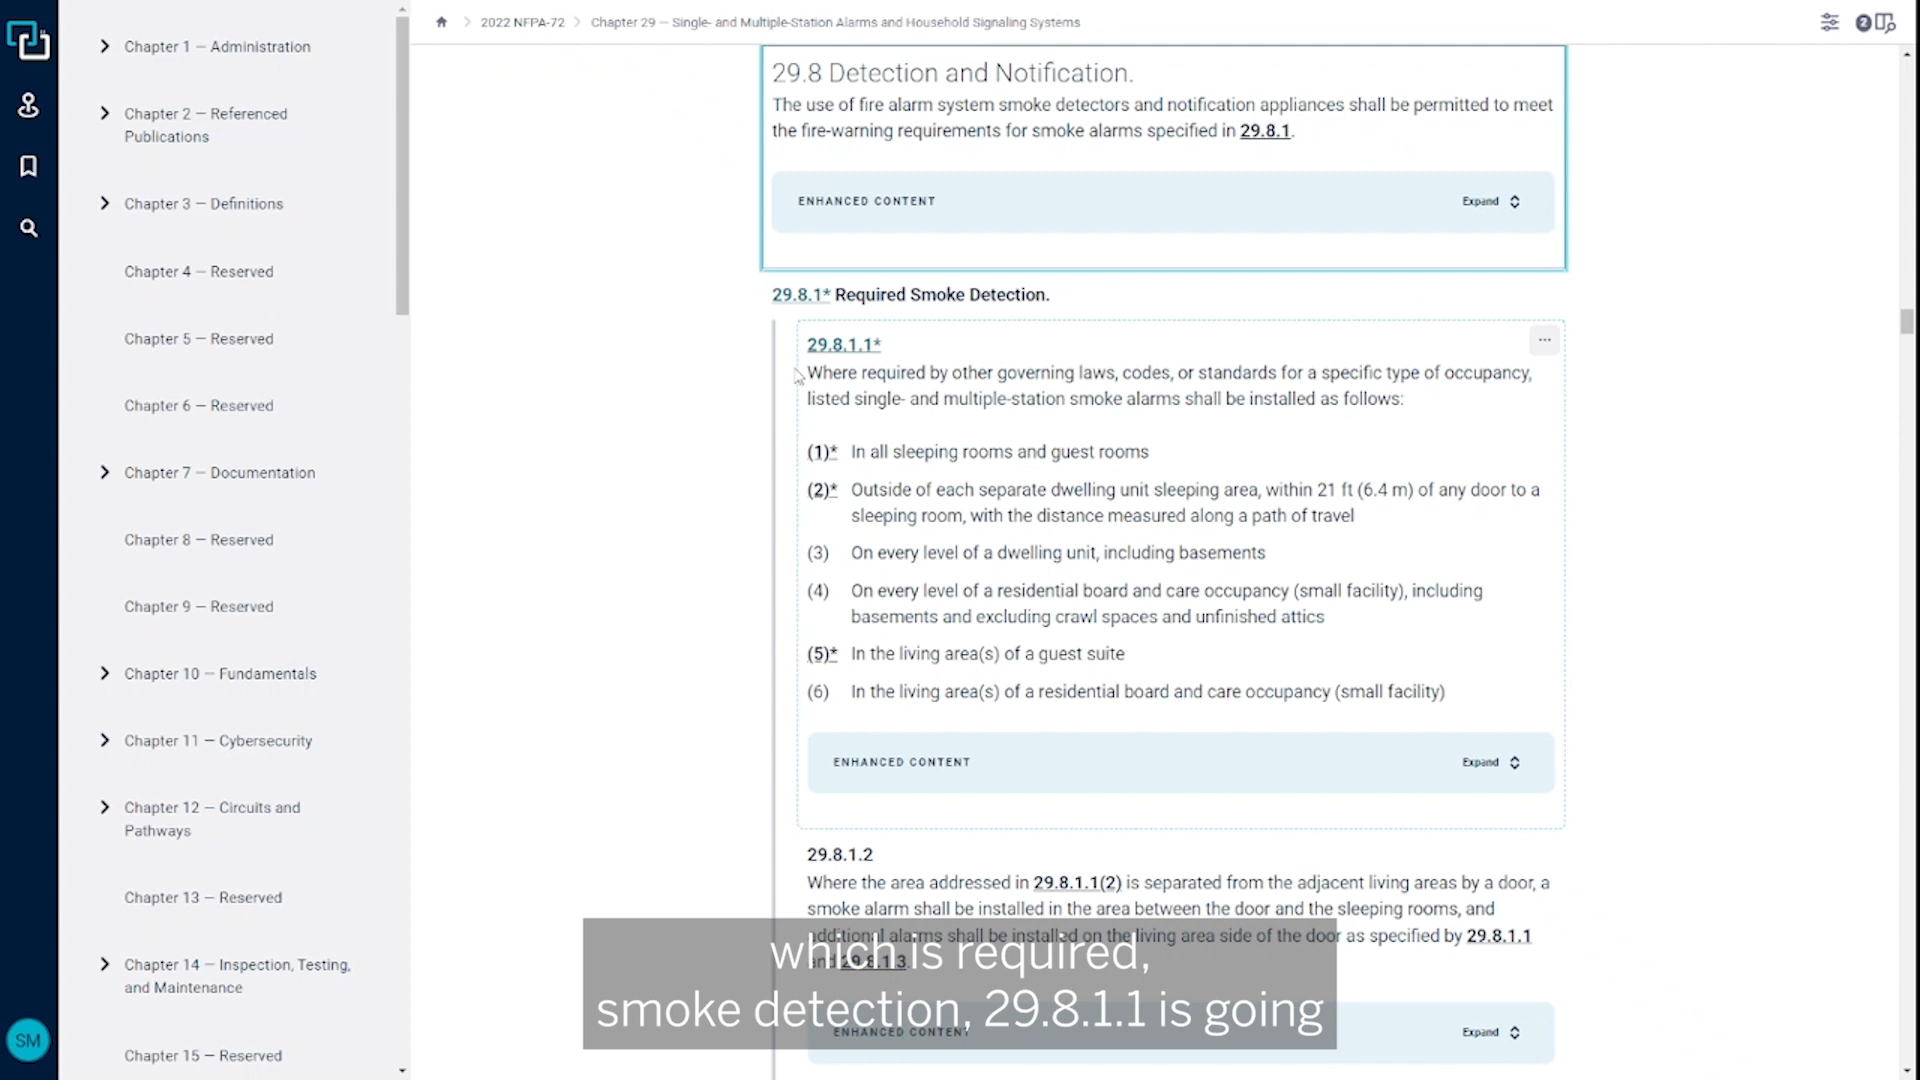 2022 NFPA-72
Chapter 29 — Single- and Multiple-Station Alarms and Household Signaling Systems
2
Chapter 1 — Administration
Chapter 2 — Referenced
Publications
Chapter 3 — Definitions
Chapter 4 — Reserved
Chapter 5 — Reserved
Chapter 6 — Reserved
Chapter 7 — Documentation
Chapter 8 — Reserved
Chapter 9 — Reserved
Chapter 10 — Fundamentals
Chapter 11 — Cybersecurity
Chapter 12 — Circuits and
Pathways
Chapter 13 — Reserved
Chapter 14 — Inspection, Testing,
and Maintenance
Chapter 15 — Reserved
SM
29.8 Detection and Notification.
The use of fire alarm system smoke detectors and notification appliances shall be permitted to meet
the fire-warning requirements for smoke alarms specified in 29.8.1.
ENHANCED CONTENT Expand
29.8.1* Required Smoke Detection.
29.8.1.1*
...
Where required by other governing laws, codes, or standards for a specific type of occupancy,
listed single- and multiple-station smoke alarms shall be installed as follows:
(1)* In all sleeping rooms and guest rooms
(2)* Outside of each separate dwelling unit sleeping area, within 21 ft (6.4 m) of any door to a
sleeping room, with the distance measured along a path of travel
(3) On every level of a dwelling unit, including basements
(4) On every level of a residential board and care occupancy (small facility), including
basements and excluding crawl spaces and unfinished attics
(5)* In the living area(s) of a guest suite
(6) In the living area(s) of a residential board and care occupancy (small facility)
ENHANCED CONTENT Expand
29.8.1.2
Where the area addressed in 29.8.1.1(2) is separated from the adjacent living areas by a door, a
smoke alarm shall be installed in the area between the door and the sleeping rooms, and
additional alarms shall be installed on the living area side of the door as specified by 29.8.1.1
and 29.8.1.3.
which is required,
smoke detection, 29.8.1.1 is going
ENHANCED CONTENT Expand